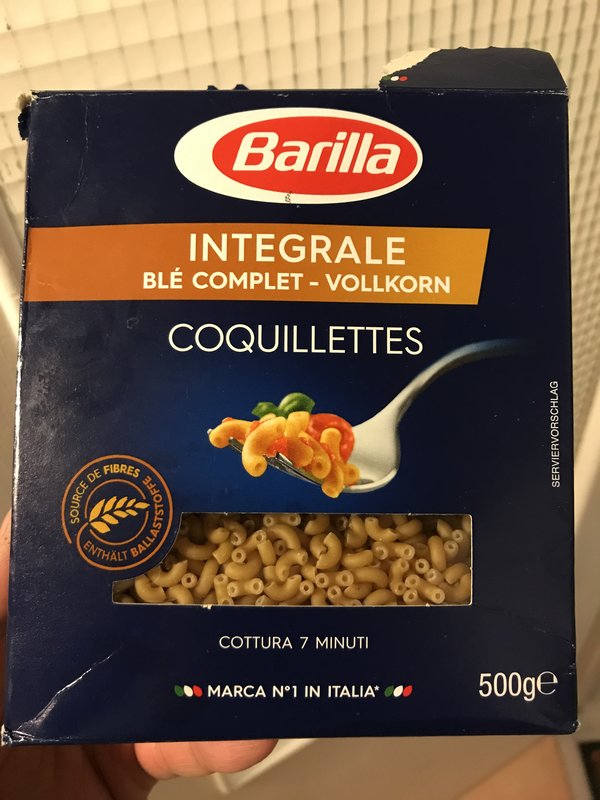 Barilla
INTEGRALE
BLÉ COMPLET - VOLLKORN
COQUILLETTES
SERVIERVORSCHLAG
SOURCE DE FIBRES
ENTHÄLT BALLASTSTOFFE
COTTURA 7 MINUTI
MARCA N°1 IN ITALIA*
500g℮